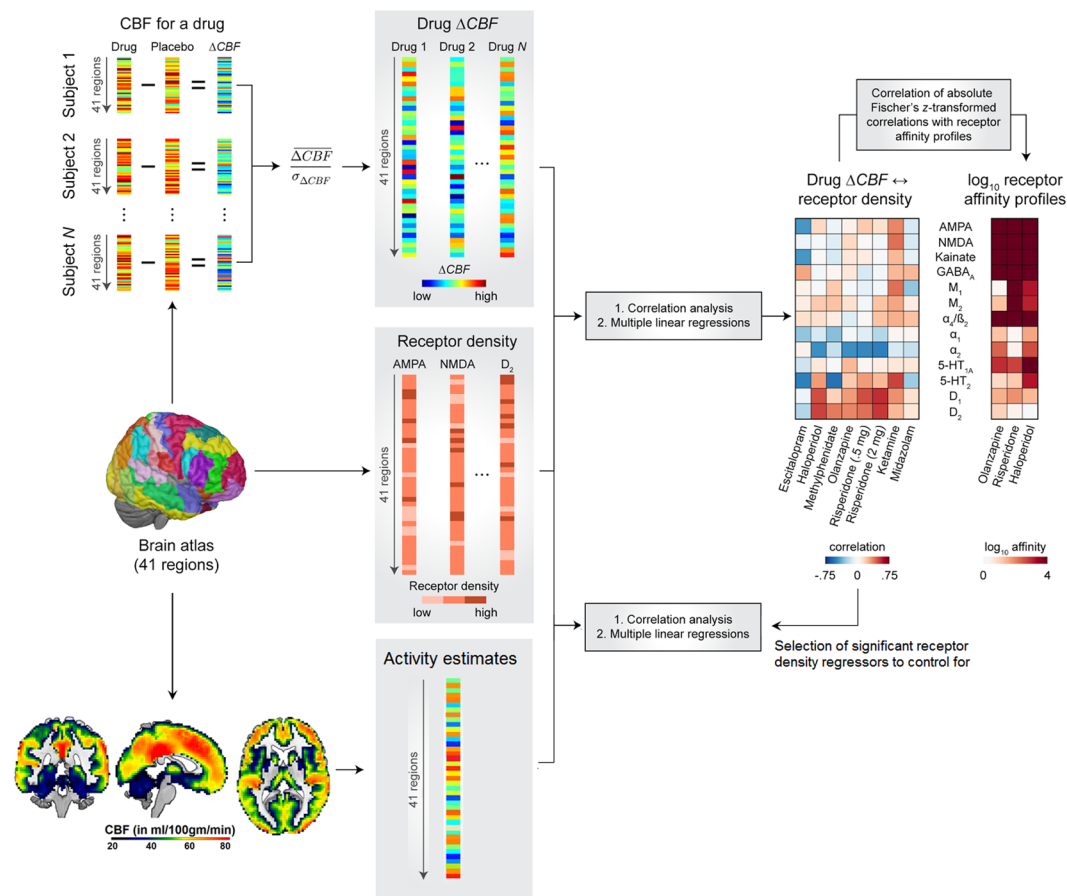 CBF for a drug
Drug Placebo ΔCBF
Subject 1
41 regions
Subject 2
41 regions
...
Subject N
41 regions
ΔCBF
σΔCBF
Drug ΔCBF
Drug 1 Drug 2 Drug N
41 regions
...
ΔCBF
low high
Receptor density
AMPA NMDA D2
41 regions
...
Receptor density
low high
Brain atlas
(41 regions)
CBF (in ml/100gm/min)
20 40 60 80
Activity estimates
41 regions
1. Correlation analysis
2. Multiple linear regressions
1. Correlation analysis
2. Multiple linear regressions
Correlation of absolute
Fischer's z-transformed
correlations with receptor
affinity profiles
Drug ΔCBF ↔
receptor density
log10 receptor
affinity profiles
AMPA
NMDA
Kainate
GABAA
M1
M2
α4/ß2
α1
α2
5-HT1A
5-HT2
D1
D2
Escitalopram
Haloperidol
Methylphenidate
Olanzapine
Risperidone (.5 mg)
Risperidone (2 mg)
Ketamine
Midazolam
Olanzapine
Risperidone
Haloperidol
correlation
-.75 0 .75
log10 affinity
0 4
Selection of significant receptor
density regressors to control for